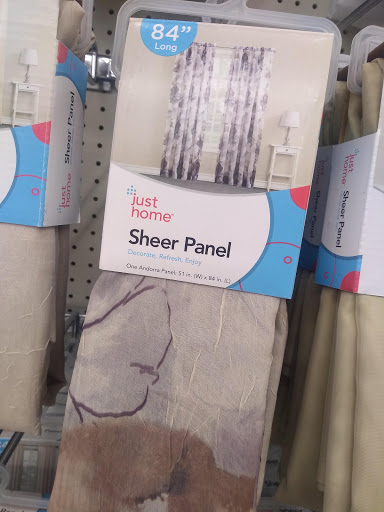 84"
Long
just
home™
Sheer Panel
Decorate, Refresh, Enjoy
One Andorra Panel: 51 in. (W) x 84 in. (L)
just
home
Sheer Panel
just
home
Sheer Panel